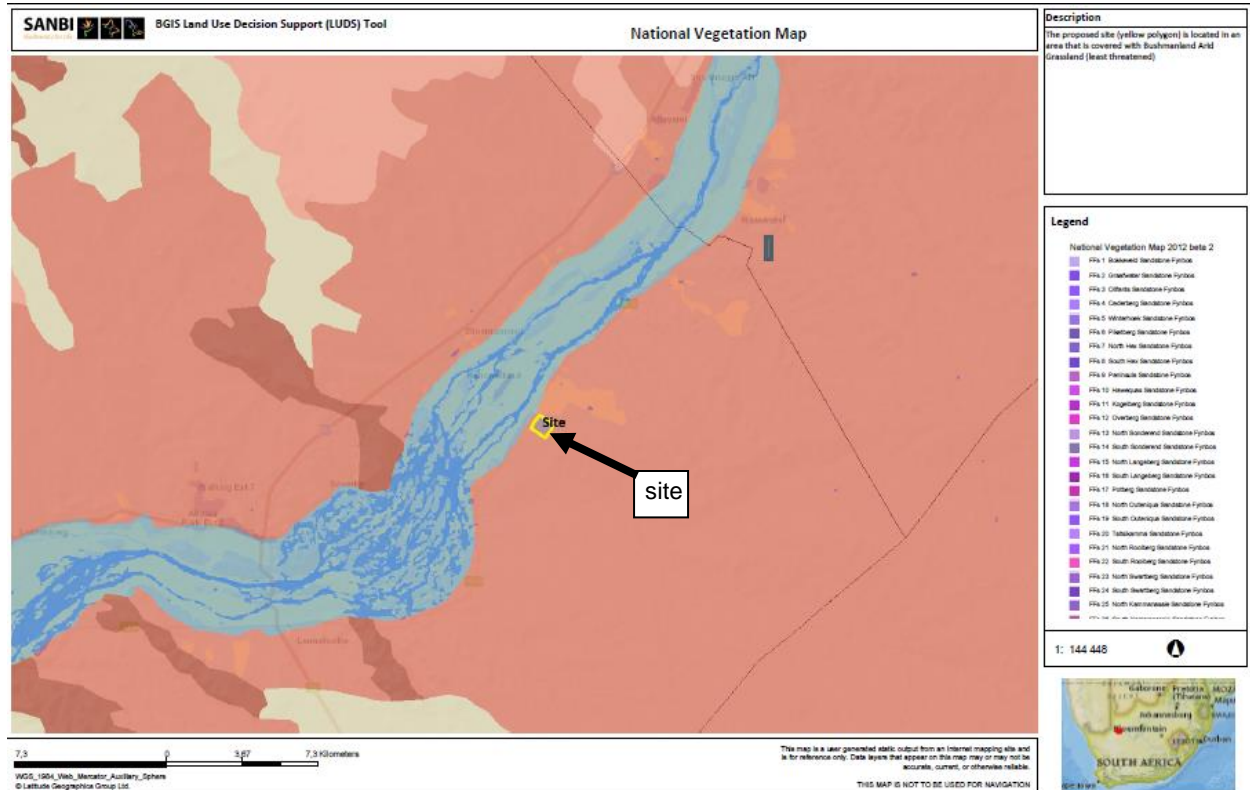 SANBI
BGIS Land Use Decision Support (LUDS) Tool
National Vegetation Map
Description
The proposed site (yellow polygon) is located in an
area that is covered with Bushmanland Arid
Grassland (least threatened)
Site
site
Legend
National Vegetation Map 2012 beta 2
FFs 1 Bokkeveld Sandstone Fynbos
FFs 2 Graafwater Sandstone Fynbos
FFs 3 Olifants Sandstone Fynbos
FFs 4 Cederberg Sandstone Fynbos
FFs 5 Winterhoek Sandstone Fynbos
FFs 6 Piketberg Sandstone Fynbos
FFs 7 North Hex Sandstone Fynbos
FFs 8 South Hex Sandstone Fynbos
FFs 9 Peninsula Sandstone Fynbos
FFs 10 Hawequas Sandstone Fynbos
FFs 11 Kogelberg Sandstone Fynbos
FFs 12 Overberg Sandstone Fynbos
FFs 13 North Sonderend Sandstone Fynbos
FFs 14 South Sonderend Sandstone Fynbos
FFs 15 North Langeberg Sandstone Fynbos
FFs 16 South Langeberg Sandstone Fynbos
FFs 17 Potberg Sandstone Fynbos
FFs 18 North Outeniqua Sandstone Fynbos
FFs 19 South Outeniqua Sandstone Fynbos
FFs 20 Tsitsikamma Sandstone Fynbos
FFs 21 North Rooiberg Sandstone Fynbos
FFs 22 South Rooiberg Sandstone Fynbos
FFs 23 North Swartberg Sandstone Fynbos
FFs 24 South Swartberg Sandstone Fynbos
FFs 25 North Kammanassie Sandstone Fynbos
1: 144 448
Gaborone
Pretoria
(Tshwane)
Johannesburg
Bloemfontein
Durban
SOUTH AFRICA
7,3 0 3,67 7,3 Kilometers
WGS_1984_Web_Mercator_Auxiliary_Sphere
© Latitude Geographics Group Ltd.
This map is a user generated static output from an Internet mapping site and
is for reference only. Data layers that appear on this map may or may not be
accurate, current, or otherwise reliable.
THIS MAP IS NOT TO BE USED FOR NAVIGATION